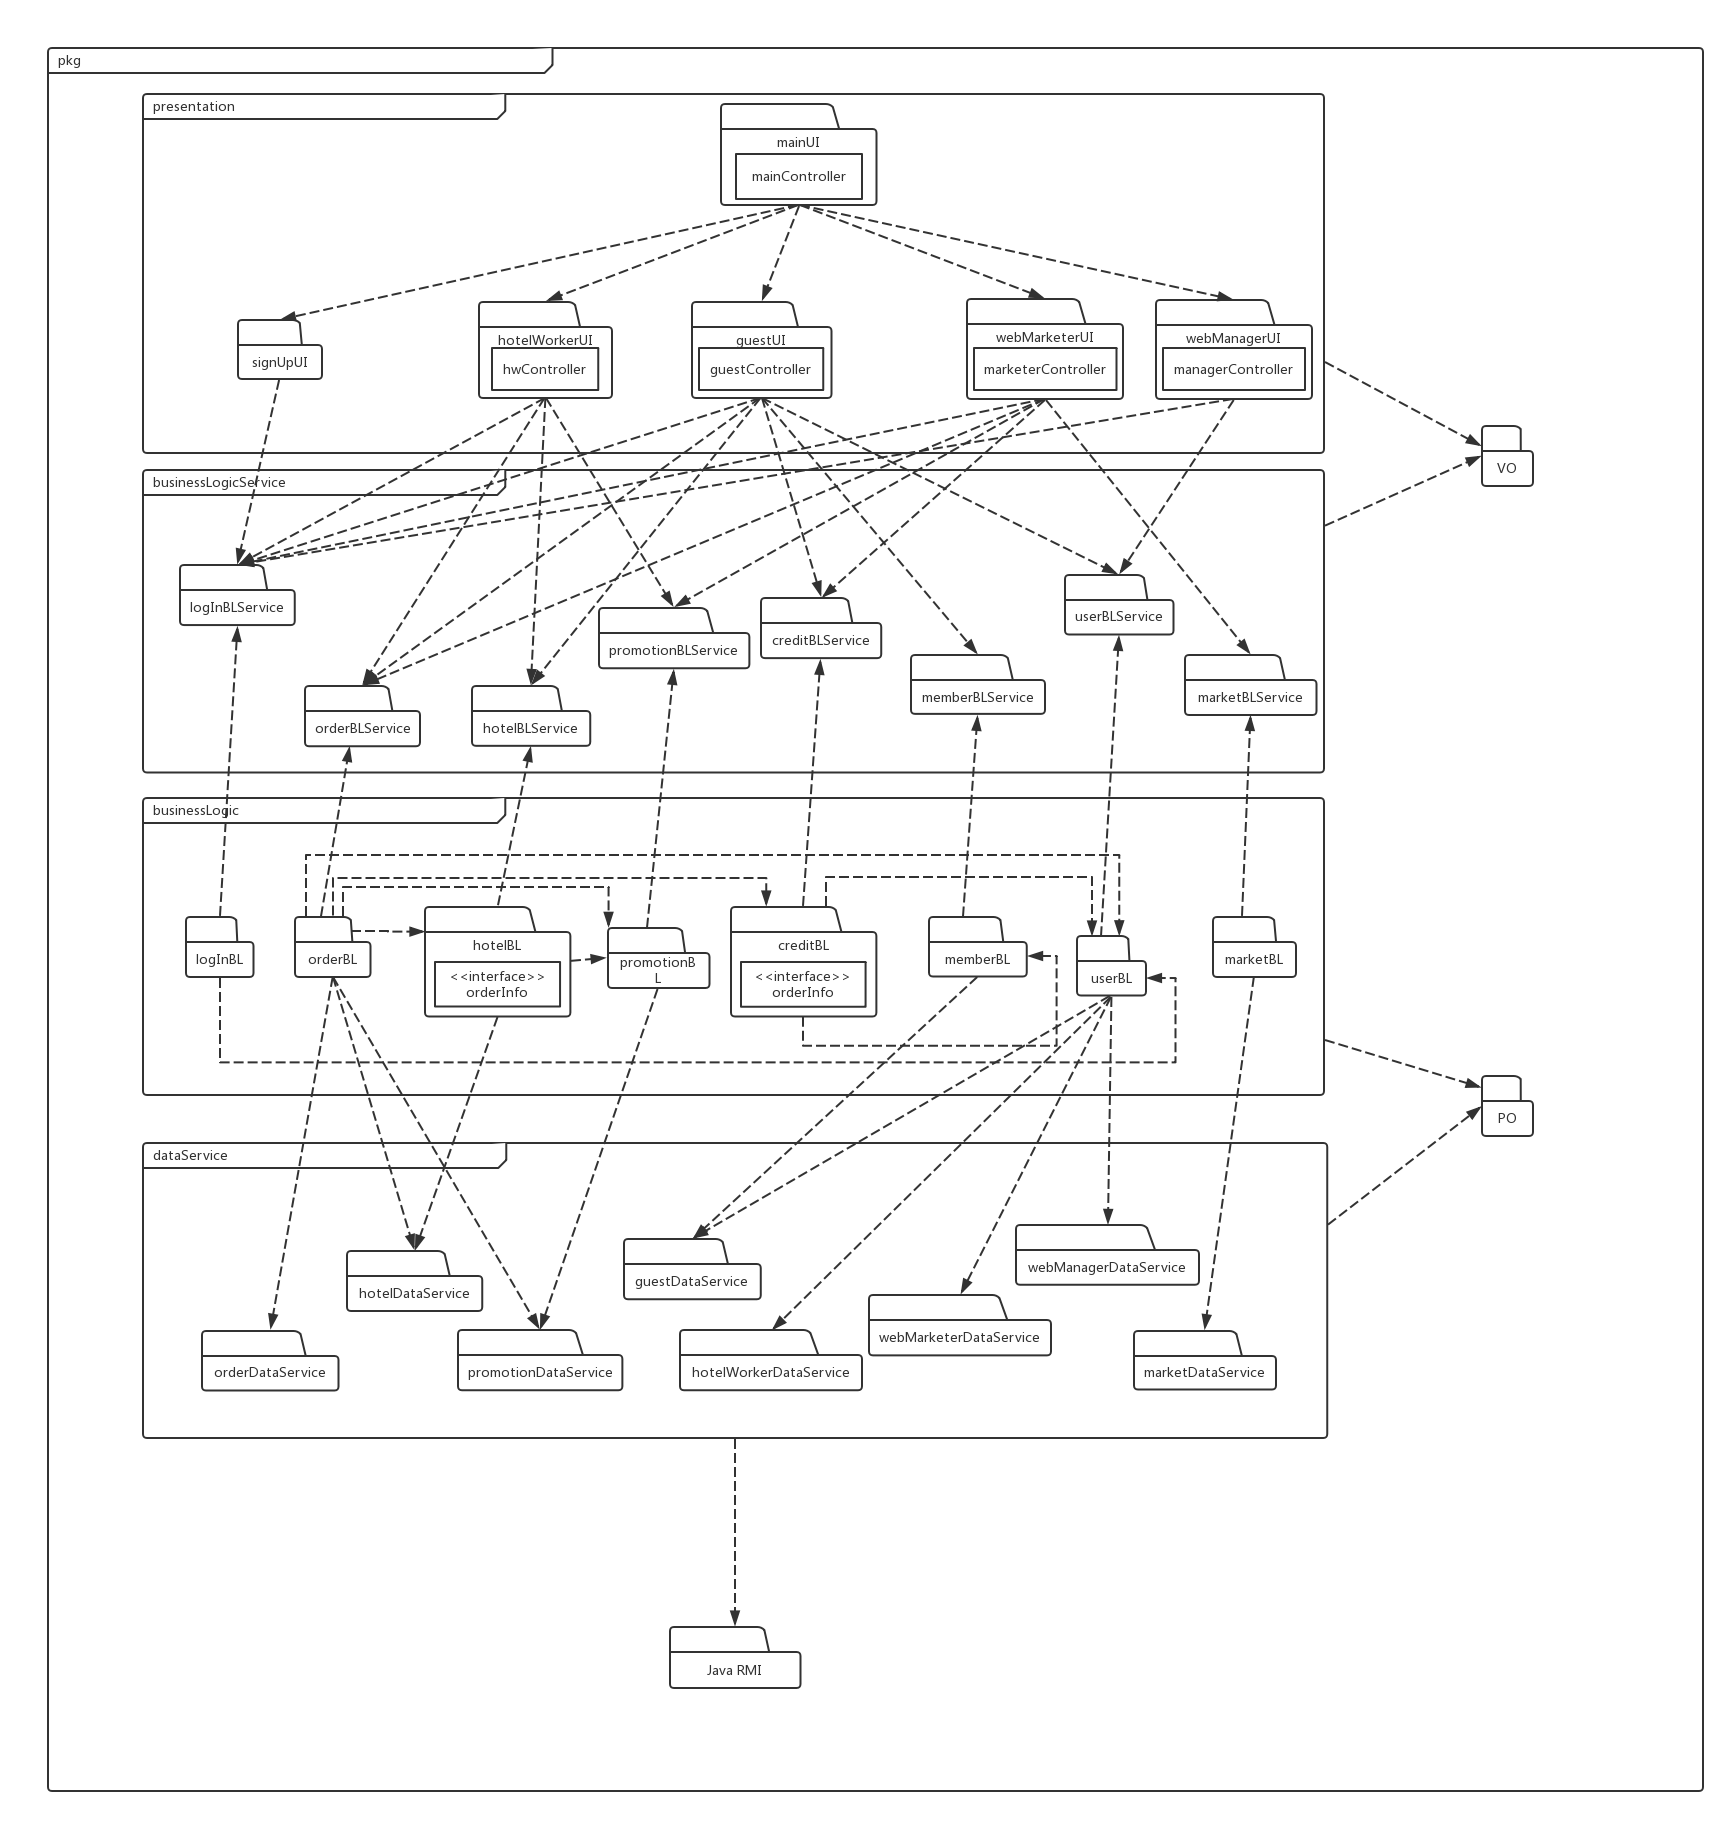 pkg
presentation
mainUI
mainController
signUpUI
hotelWorkerUI
hwController
guestUI
guestController
webMarketerUI
marketerController
webManagerUI
managerController
VO
businessLogicService
logInBLService
orderBLService
hotelBLService
promotionBLService
creditBLService
memberBLService
userBLService
marketBLService
businessLogic
logInBL
orderBL
hotelBL
<<interface>>
orderInfo
promotionB
L
creditBL
<<interface>>
orderInfo
memberBL
userBL
marketBL
PO
dataService
orderDataService
hotelDataService
promotionDataService
guestDataService
hotelWorkerDataService
webMarketerDataService
webManagerDataService
marketDataService
Java RMI